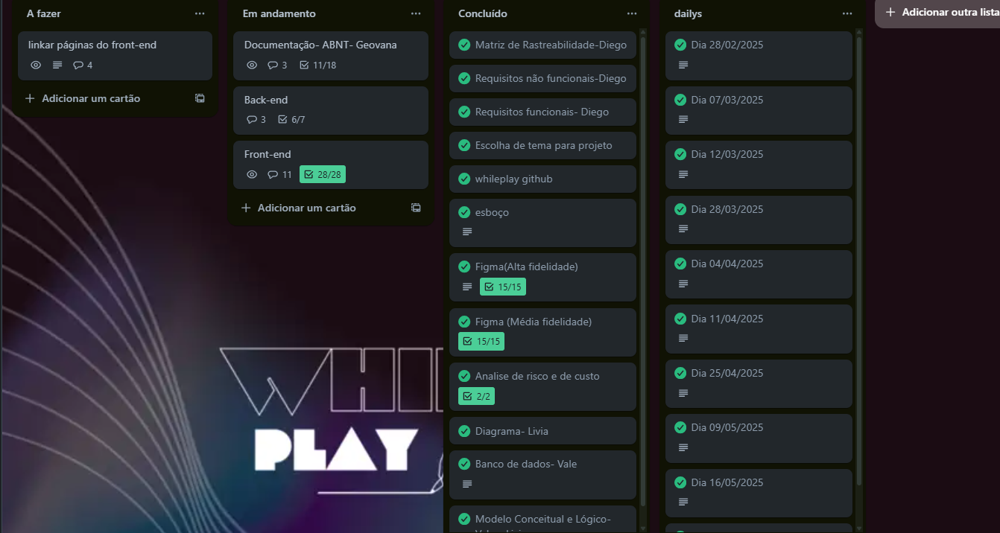 A fazer
linkar páginas do front-end
4
Adicionar um cartão
Em andamento
Documentação- ABNT- Geovana
3 11/18
Back-end
3 6/7
Front-end
11 28/28
Adicionar um cartão
Concluído
Matriz de Rastreabilidade-Diego
Requisitos não funcionais-Diego
Requisitos funcionais- Diego
Escolha de tema para projeto
whileplay github
esboço
Figma(Alta fidelidade)
15/15
Figma (Média fidelidade)
15/15
Analise de risco e de custo
2/2
Diagrama- Livia
Banco de dados- Vale
Modelo Conceitual e Lógico-
dailys
Dia 28/02/2025
Dia 07/03/2025
Dia 12/03/2025
Dia 28/03/2025
Dia 04/04/2025
Dia 11/04/2025
Dia 25/04/2025
Dia 09/05/2025
Dia 16/05/2025
Adicionar outra lista
WHI
PLAY